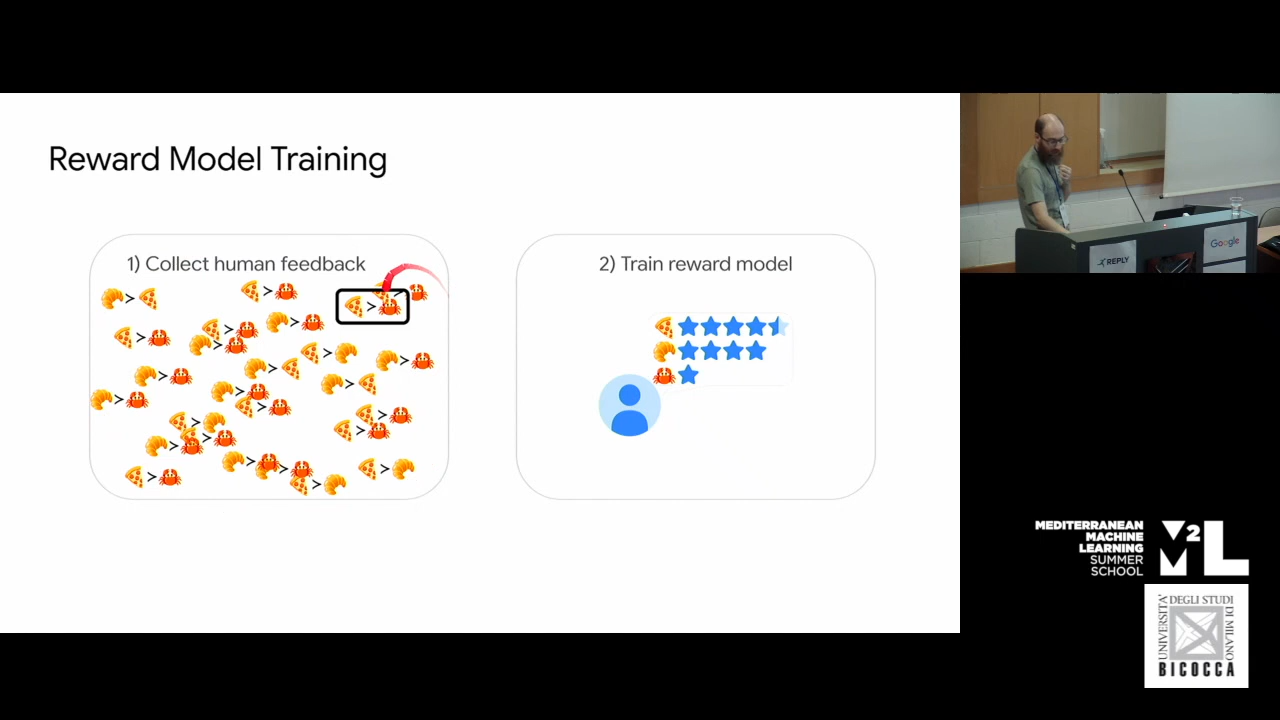 Reward Model Training
1) Collect human feedback
2) Train reward model
REPLY
Google
MEDITERRANEAN
MACHINE
LEARNING
SUMMER
SCHOOL
M2L
UNIVERSITÀ
DEGLI STUDI
DI MILANO
BICOCCA